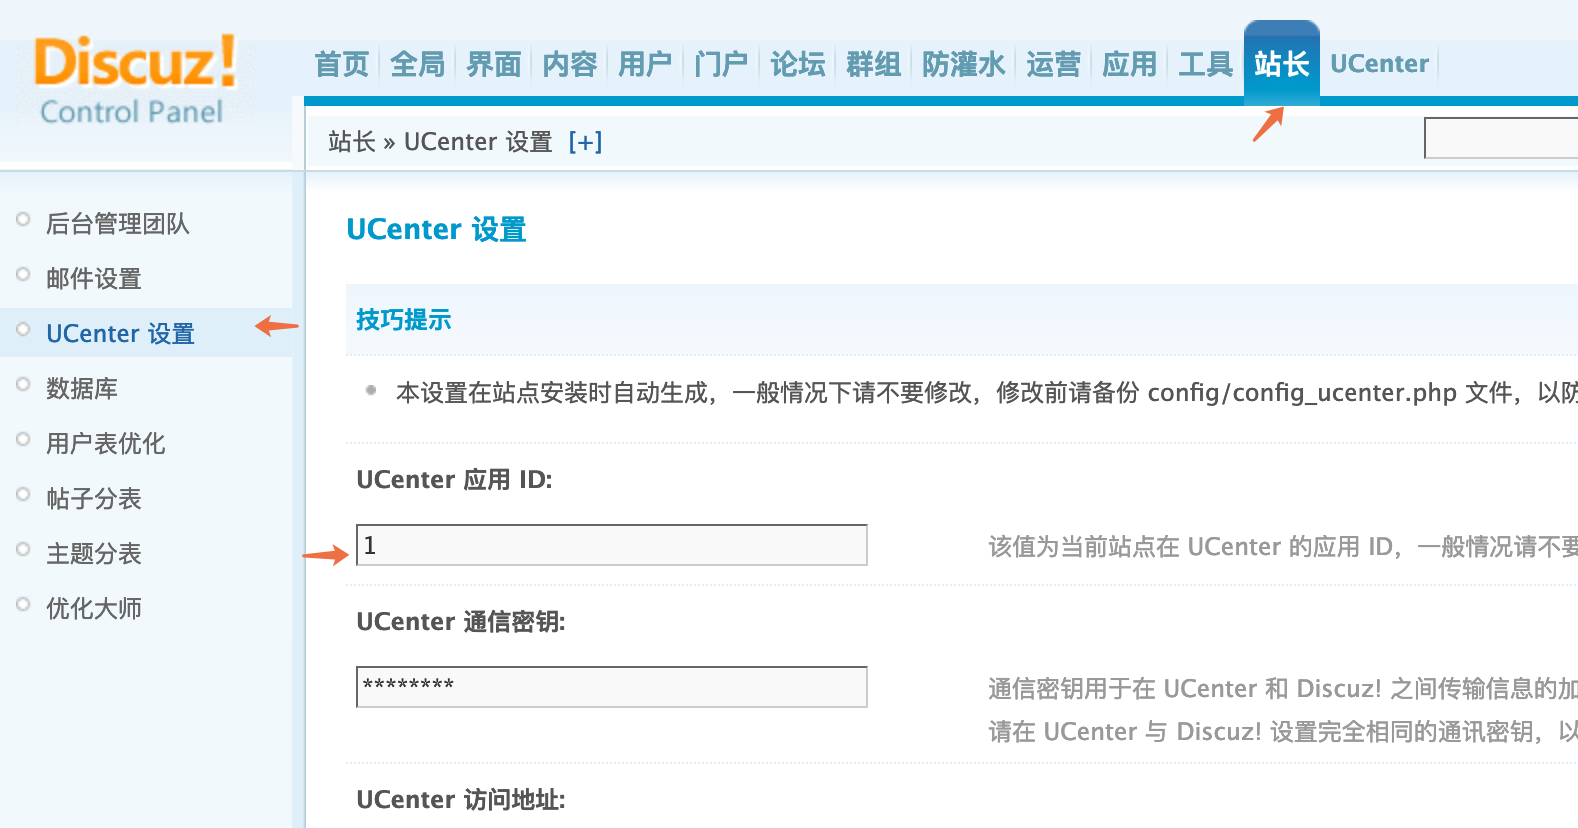 Discuz!
Control Panel
首页 全局 界面 内容 用户 门户 论坛 群组 防灌水 运营 应用 工具 站长 UCenter
站长 » UCenter 设置 [+]
后台管理团队
邮件设置
UCenter 设置
数据库
用户表优化
帖子分表
主题分表
优化大师
UCenter 设置
技巧提示
本设置在站点安装时自动生成，一般情况下请不要修改，修改前请备份 config/config_ucenter.php 文件，以防
UCenter 应用 ID:
1
该值为当前站点在 UCenter 的应用 ID，一般情况请不要
UCenter 通信密钥:
********
通信密钥用于在 UCenter 和 Discuz! 之间传输信息的加
请在 UCenter 与 Discuz! 设置完全相同的通讯密钥，以
UCenter 访问地址: